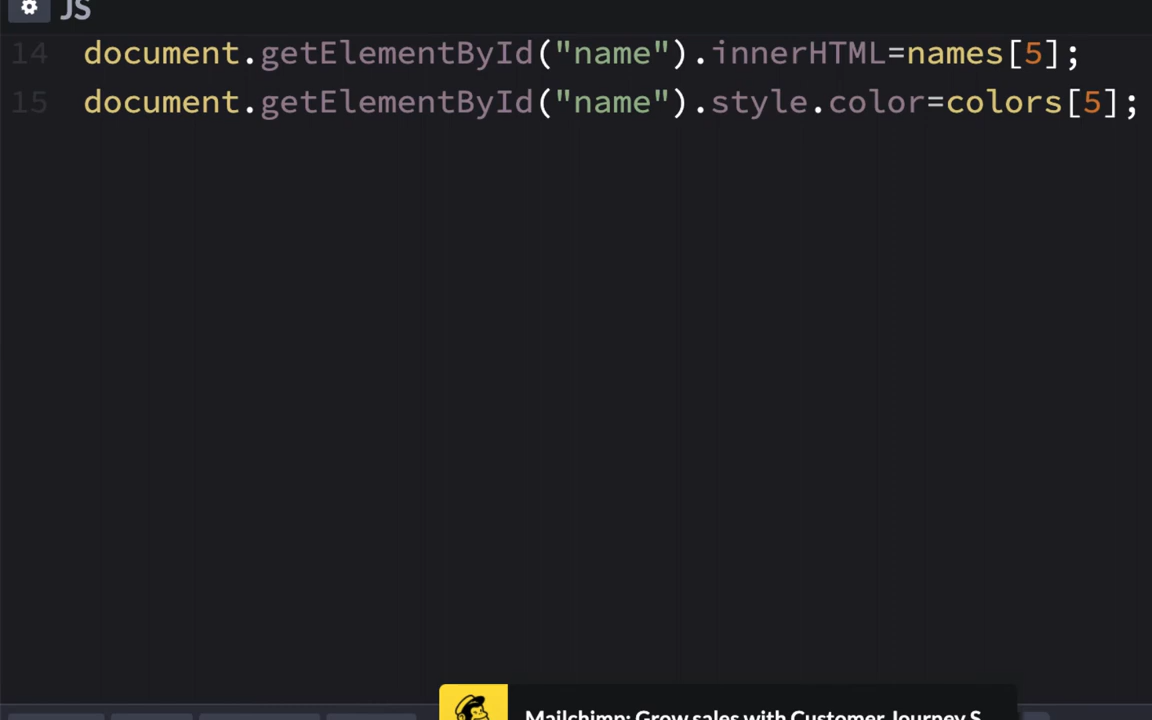 JS
14 document.getElementById("name").innerHTML=names[5];
15 document.getElementById("name").style.color=colors[5];
Mailchimp: Grow sales with Customer Journey S